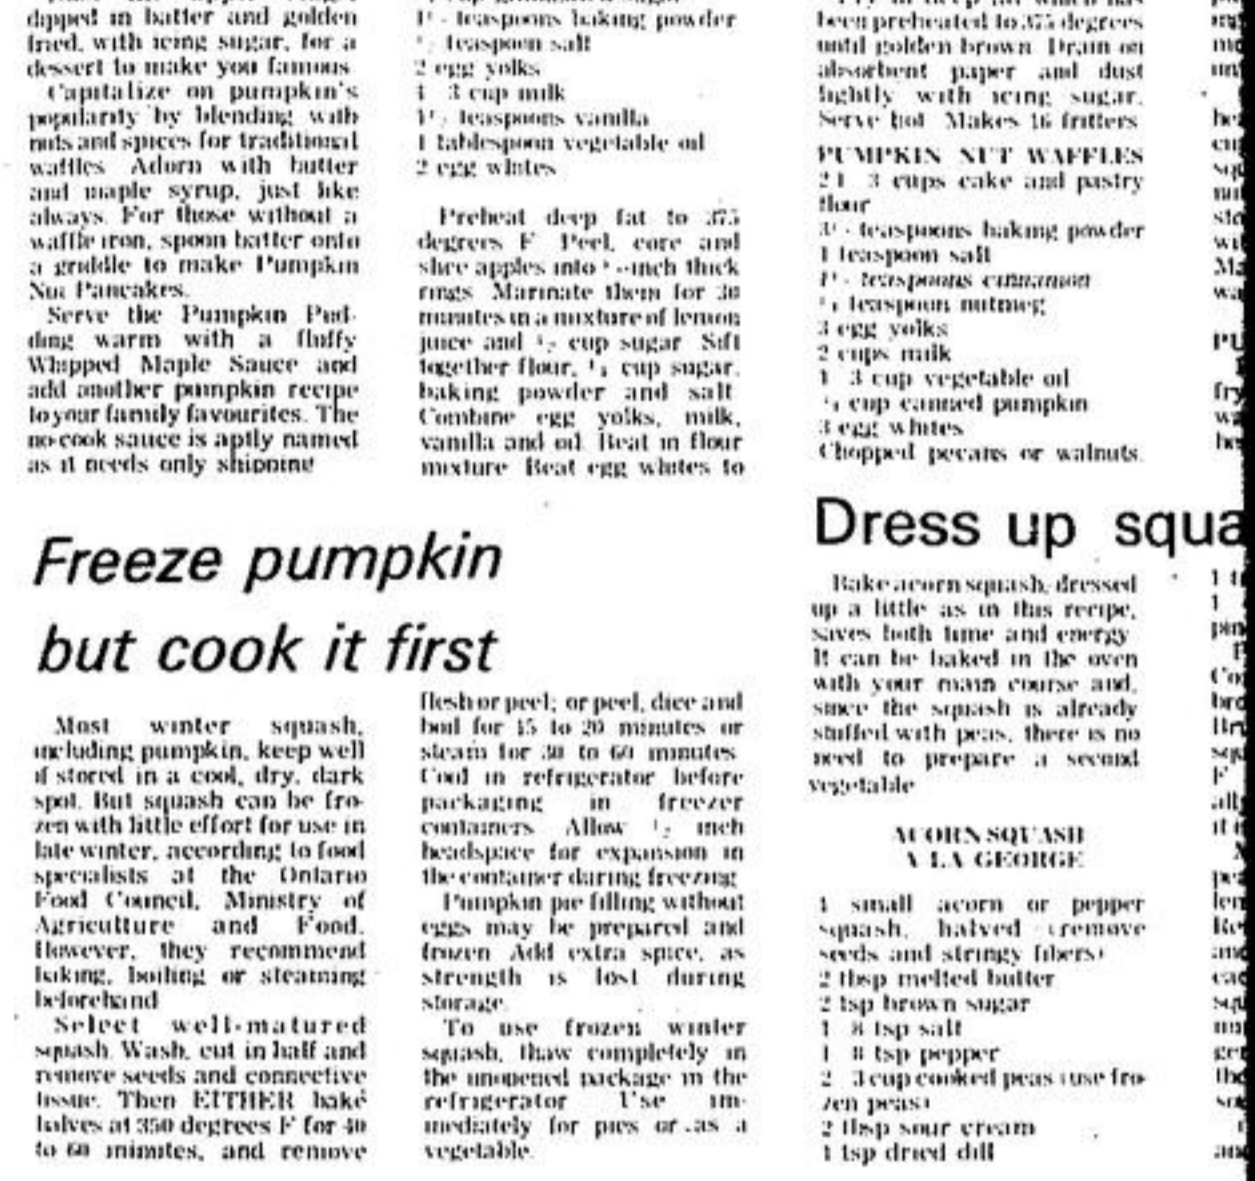 dipped in batter and golden
fried, with icing sugar, for a
dessert to make you famous.
Capitalize on pumpkin's
popularity by blending with
nuts and spices for traditional
waffles. Adorn with butter
and maple syrup, just like
always. For those without a
waffle iron, spoon batter onto
a griddle to make Pumpkin
Nut Pancakes.
Serve the Pumpkin Pud-
ding warm with a fluffy
Whipped Maple Sauce and
add another pumpkin recipe
to your family favourites. The
no-cook sauce is aptly named
as it needs only shipping
teaspoons baking powder
teaspoon salt
2 egg yolks
1 3 cup milk
1½ teaspoons vanilla
1 tablespoon vegetable oil
2 egg whites
Preheat deep fat to 375
degrees F. Peel, core and
slice apples into -inch thick
rings. Marinate them for 30
minutes in a mixture of lemon
juice and cup sugar. Sift
together flour, ¼ cup sugar,
baking powder and salt.
Combine egg yolks, milk,
vanilla and oil. Beat in flour
mixture. Beat egg whites to
been preheated to 375 degrees
until golden brown. Drain on
absorbent paper and dust
lightly with icing sugar.
Serve hot. Makes 16 fritters.
PUMPKIN NUT WAFFLES
2 1 3 cups cake and pastry
flour
teaspoons baking powder
1 teaspoon salt
teaspoons cinnamon
teaspoon nutmeg
3 egg yolks
2 cups milk
1 3 cup vegetable oil
cup canned pumpkin
3 egg whites
Chopped pecans or walnuts.
Freeze pumpkin
but cook it first
Most winter squash,
including pumpkin, keep well
if stored in a cool, dry, dark
spot. But squash can be fro-
zen with little effort for use in
late winter, according to food
specialists at the Ontario
Food Council, Ministry of
Agriculture and Food.
However, they recommend
baking, boiling or steaming
beforehand.
Select well-matured
squash. Wash, cut in half and
remove seeds and connective
tissue. Then EITHER bake
halves at 350 degrees F for 40
to 60 minutes, and remove
flesh or peel; or peel, dice and
boil for 15 to 20 minutes or
steam for 30 to 60 minutes.
Cool in refrigerator before
packaging in freezer
containers. Allow ½ inch
headspace for expansion in
the container during freezing.
Pumpkin pie filling without
eggs may be prepared and
frozen. Add extra spice, as
strength is lost during
storage.
To use frozen winter
squash, thaw completely in
the unopened package in the
refrigerator. Use im-
mediately for pies or as a
vegetable.
Dress up squa
Bake acorn squash, dressed
up a little as in this recipe,
saves both time and energy.
It can be baked in the oven
with your main course and,
since the squash is already
stuffed with peas, there is no
need to prepare a second
vegetable.
ACORN SQUASH
A LA GEORGE
1 small acorn or pepper
squash, halved (remove
seeds and stringy fibers)
2 tbsp melted butter
2 tsp brown sugar
1 8 tsp salt
1 8 tsp pepper
2 3 cup cooked peas (use fro-
zen peas)
2 tbsp sour cream
1 tsp dried dill